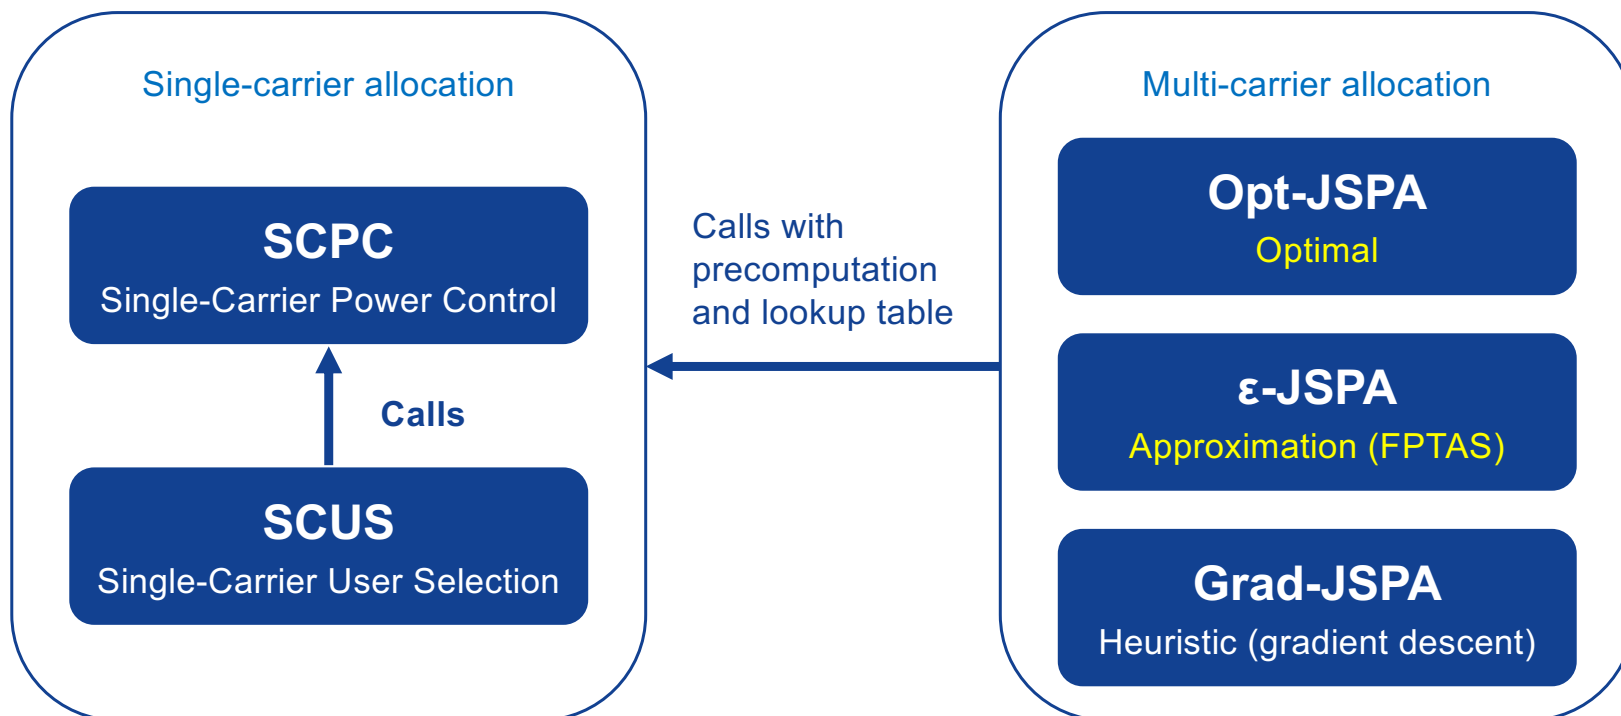 Single-carrier allocation
SCPC
Single-Carrier Power Control
Calls
SCUS
Single-Carrier User Selection
Calls with
precomputation
and lookup table
Multi-carrier allocation
Opt-JSPA
Optimal
ε-JSPA
Approximation (FPTAS)
Grad-JSPA
Heuristic (gradient descent)